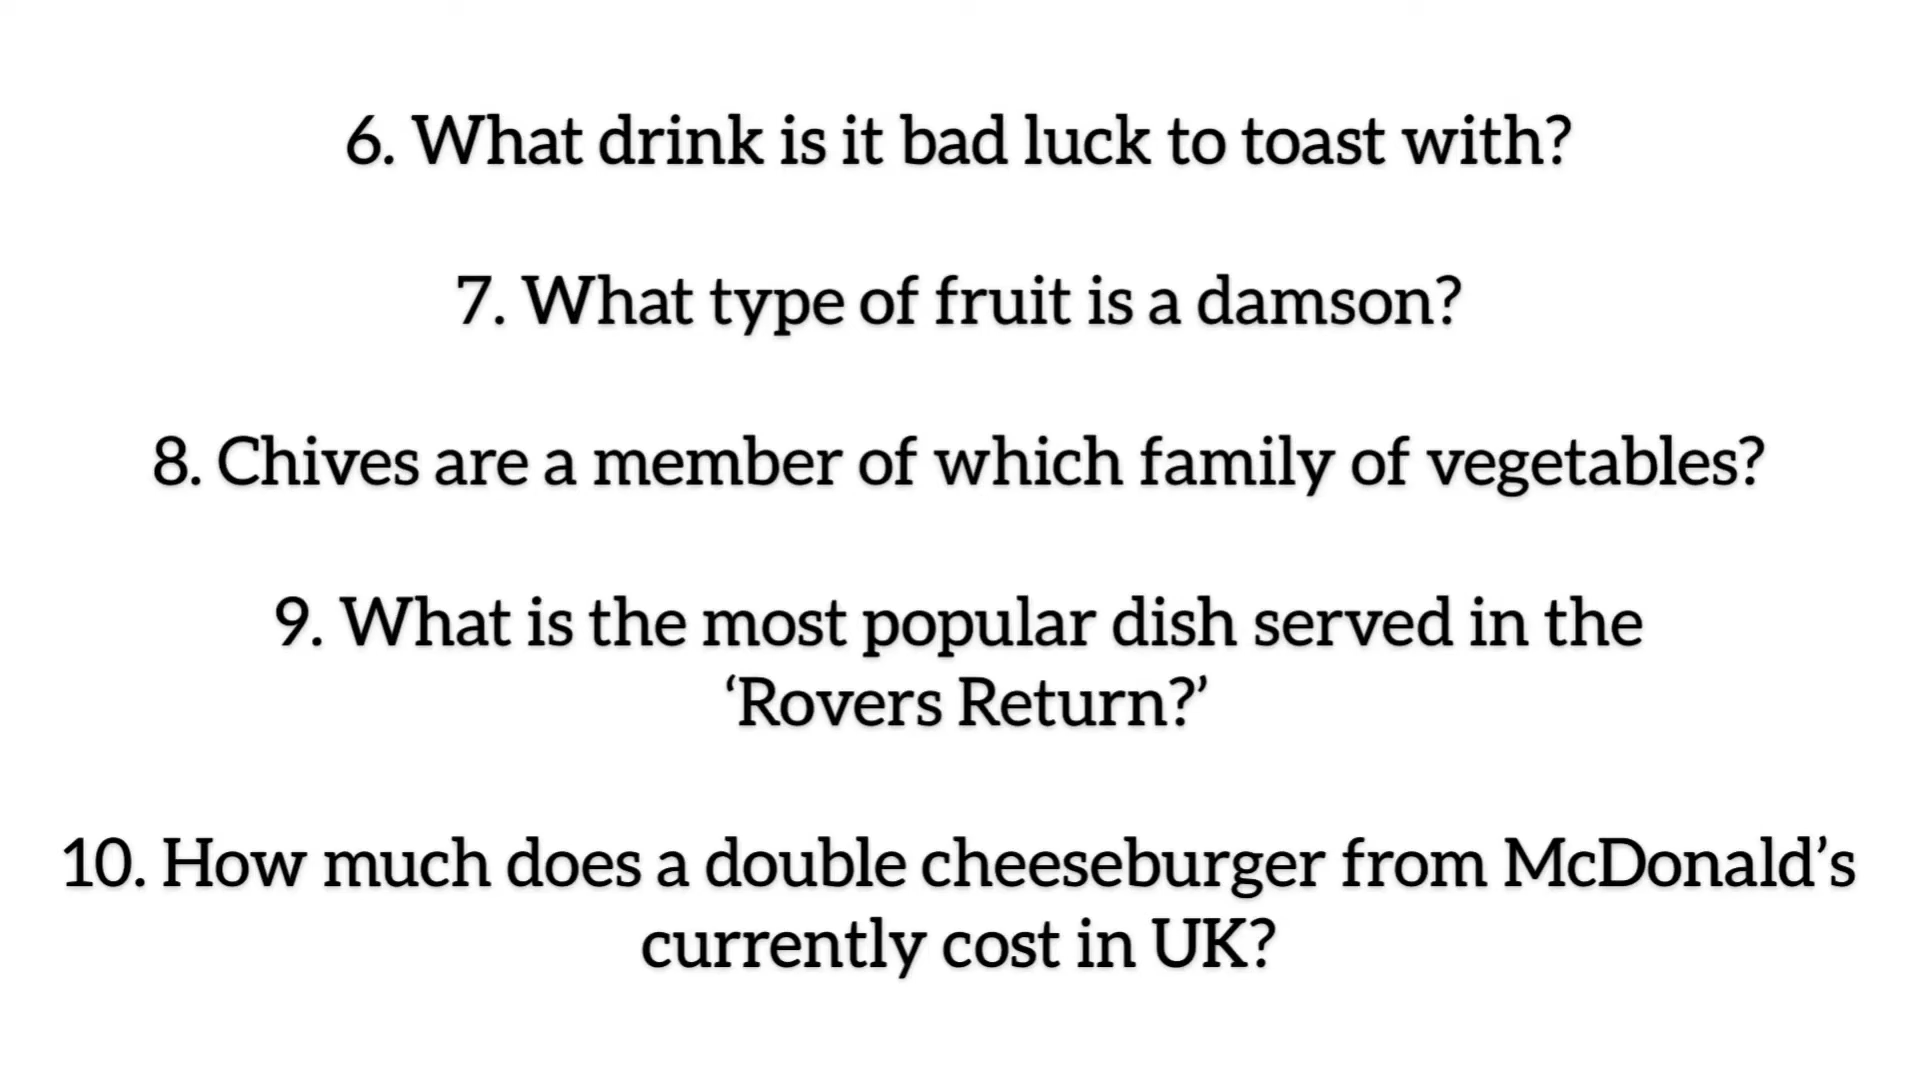 6. What drink is it bad luck to toast with?
7. What type of fruit is a damson?
8. Chives are a member of which family of vegetables?
9. What is the most popular dish served in the
‘Rovers Return?’
10. How much does a double cheeseburger from McDonald’s
currently cost in UK?